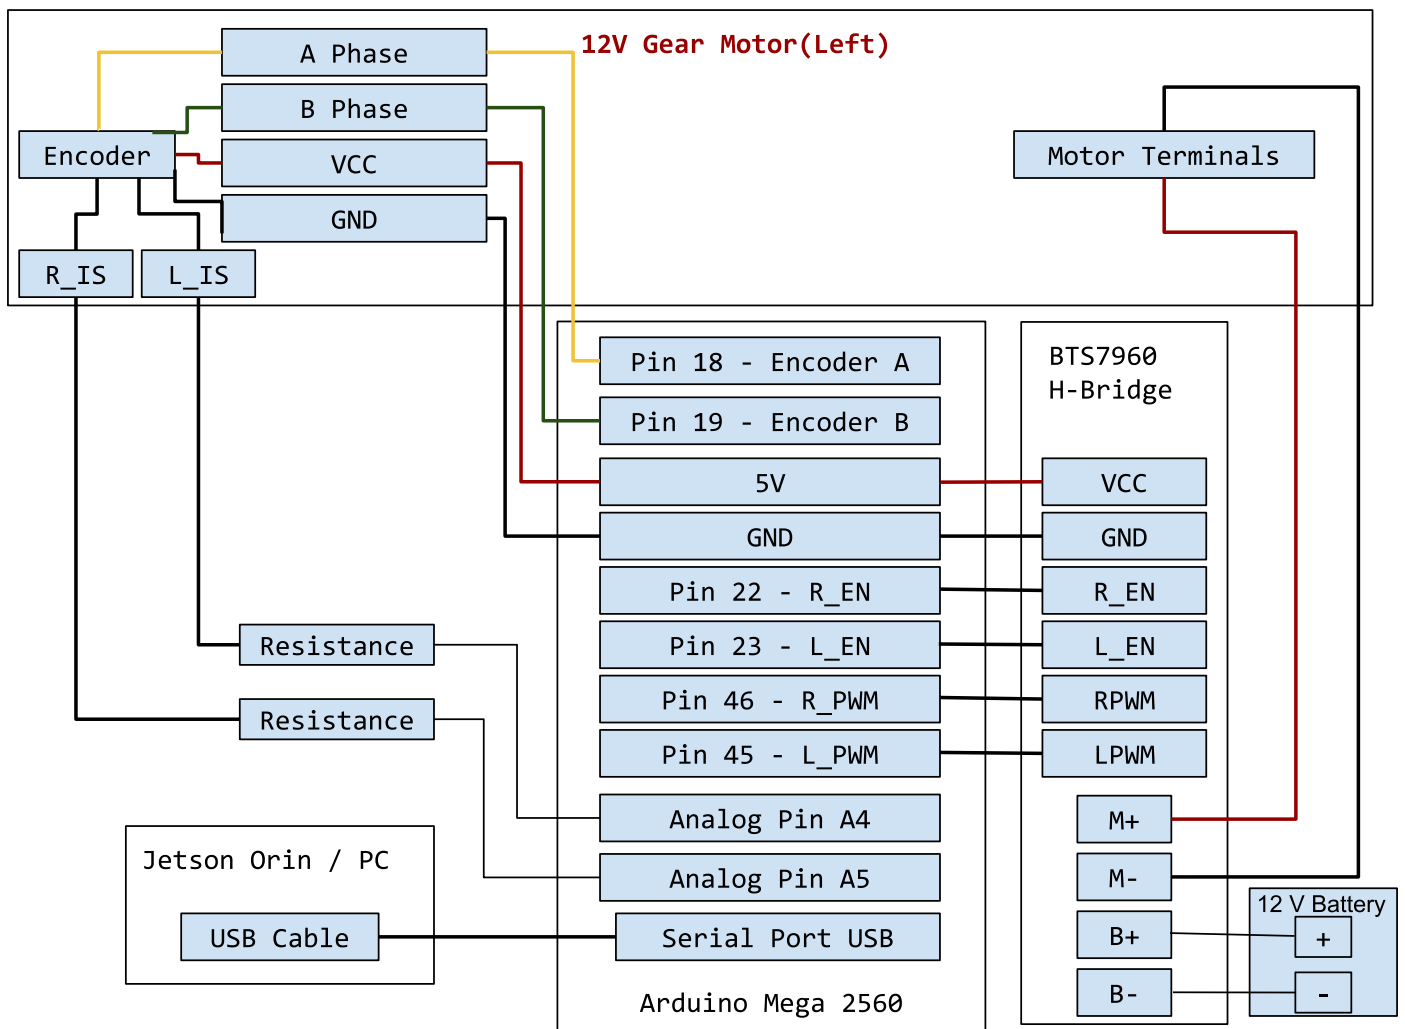 12V Gear Motor(Left)
A Phase
B Phase
Encoder
VCC
GND
R_IS
L_IS
Motor Terminals
Pin 18 - Encoder A
Pin 19 - Encoder B
5V
GND
Pin 22 - R_EN
Pin 23 - L_EN
Pin 46 - R_PWM
Pin 45 - L_PWM
Analog Pin A4
Analog Pin A5
Serial Port USB
Arduino Mega 2560
BTS7960
H-Bridge
VCC
GND
R_EN
L_EN
RPWM
LPWM
M+
M-
B+
B-
12 V Battery
+
-
Resistance
Resistance
Jetson Orin / PC
USB Cable